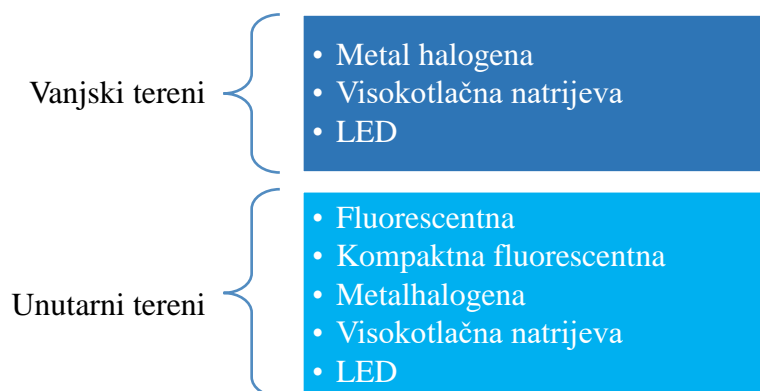 Vanjski tereni
• Metal halogena
• Visokotlačna natrijeva
• LED
Unutarni tereni
• Fluorescentna
• Kompaktna fluorescentna
• Metalhalogena
• Visokotlačna natrijeva
• LED